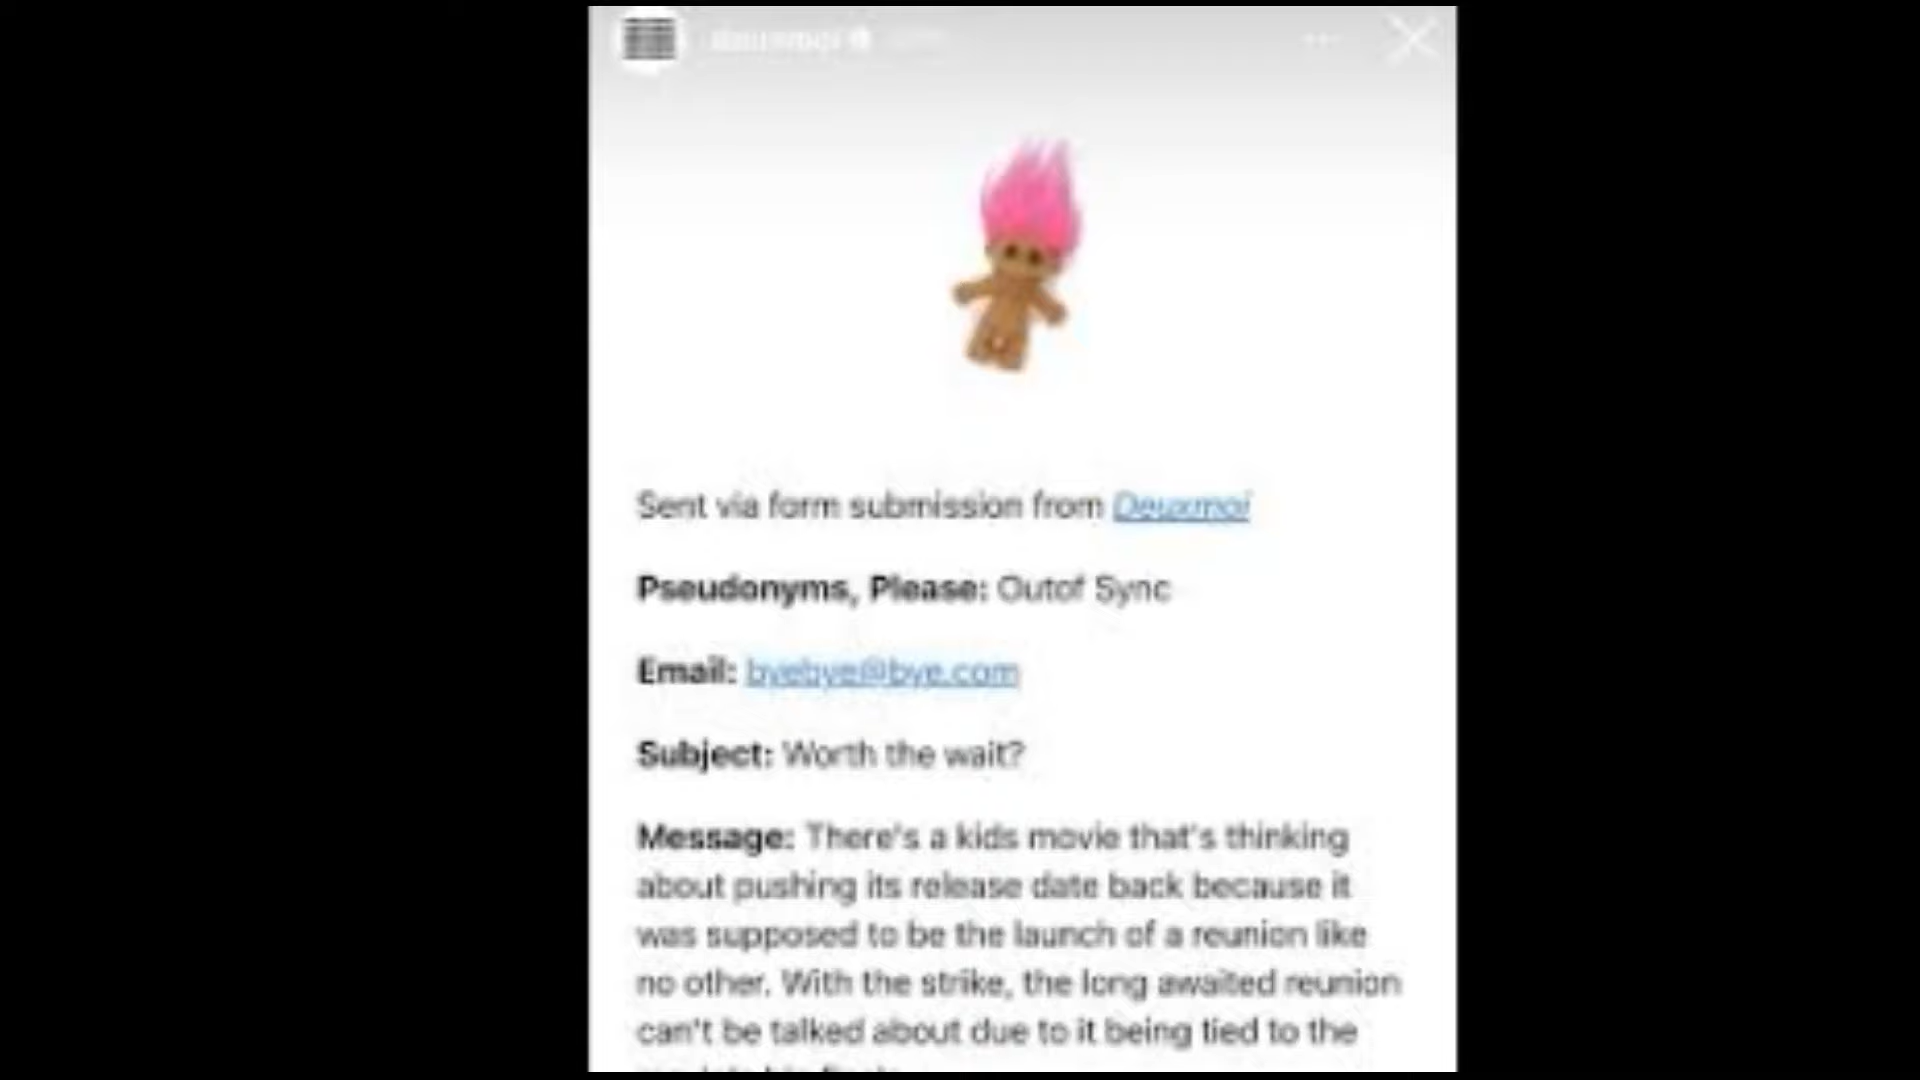 deuxmoi
Sent via form submission from Deuxmoi
Pseudonyms, Please: Outof Sync
Email: byebye@bye.com
Subject: Worth the wait?
Message: There's a kids movie that's thinking
about pushing its release date back because it
was supposed to be the launch of a reunion like
no other. With the strike, the long awaited reunion
can't be talked about due to it being tied to the